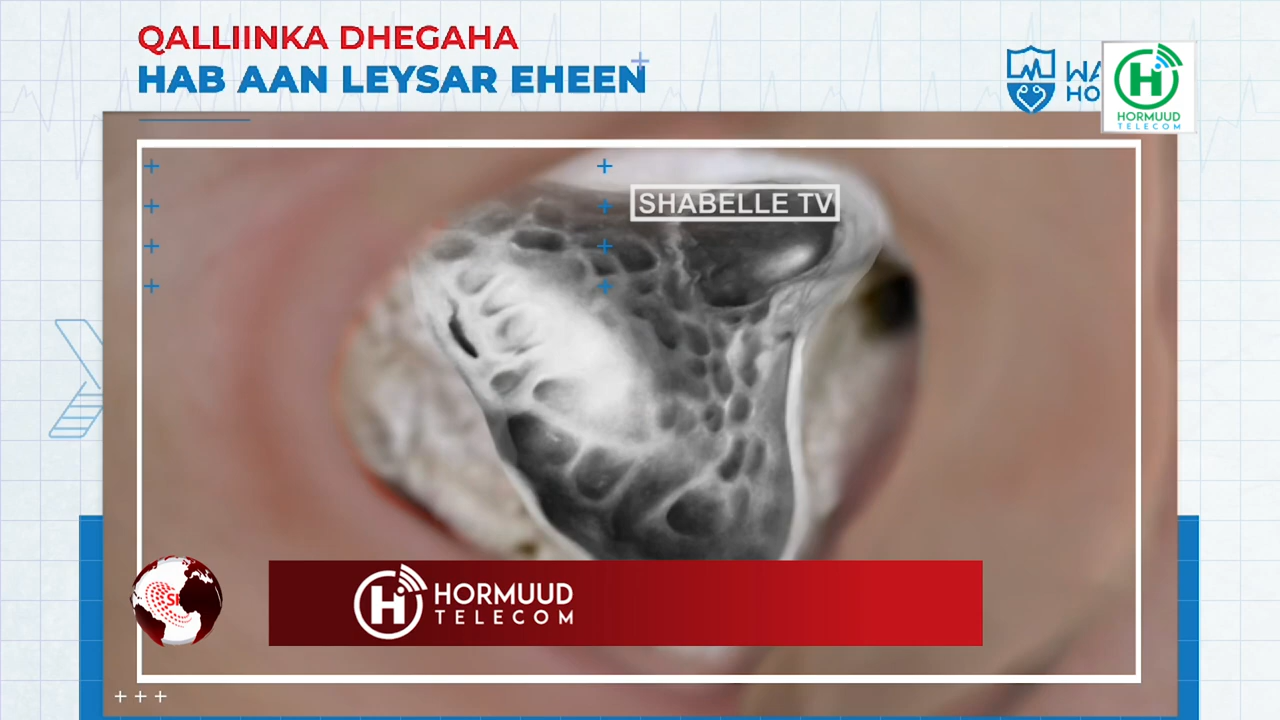 QALLIINKA DHEGAHA
HAB AAN LEYSAR EHEEN
HORMUUD
TELECOM
SHABELLE TV
HORMUUD
TELECOM